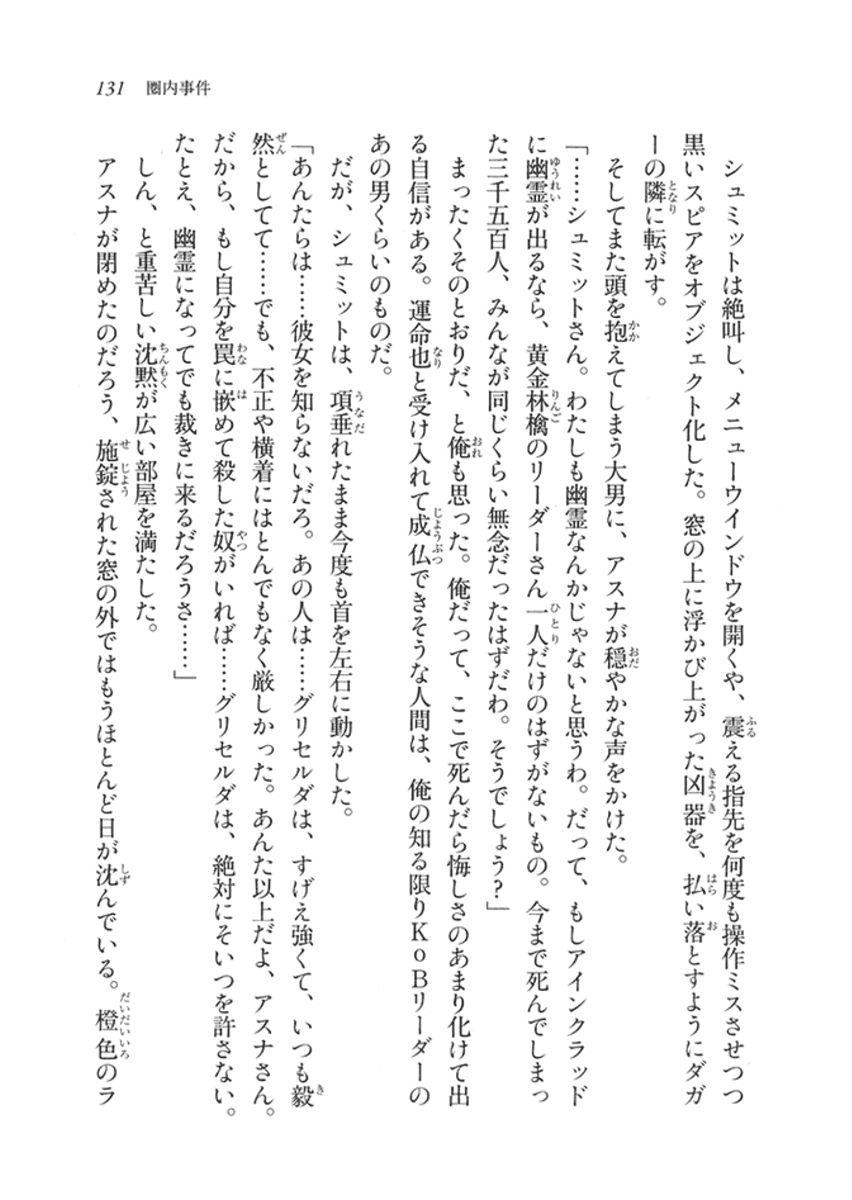 131 圏内事件
　シュミットは絶叫し、メニューウインドウを開くや、震える指先を何度も操作ミスさせつつ
黒いスピアをオブジェクト化した。窓の上に浮かび上がった凶器を、払い落とすようにダガ
ーの隣に転がす。
　そしてまた頭を抱えてしまう大男に、アスナが穏やかな声をかけた。
「……シュミットさん。わたしも幽霊なんかじゃないと思うわ。だって、もしアインクラッド
に幽霊が出るなら、黄金林檎のリーダーさん一人だけのはずがないもの。今まで死んでしまっ
た三千五百人、みんなが同じくらい無念だったはずだわ。そうでしょう？」
　まったくそのとおりだ、と俺も思った。俺だって、ここで死んだら悔しさのあまり化けて出
る自信がある。運命也と受け入れて成仏できそうな人間は、俺の知る限りＫｏＢリーダーの
あの男くらいのものだ。
　だが、シュミットは、項垂れたまま今度も首を左右に動かした。
「あんたらは……彼女を知らないだろ。あの人は……グリセルダは、すげえ強くて、いつも毅
然としてて……でも、不正や横着にはとんでもなく厳しかった。あんた以上だよ、アスナさん。
だから、もし自分を罠に嵌めて殺した奴がいれば……グリセルダは、絶対にそいつを許さない。
たとえ、幽霊になってでも裁きに来るだろうさ……」
　しん、と重苦しい沈黙が広い部屋を満たした。
　アスナが閉めたのだろう、施錠された窓の外ではもうほとんど日が沈んでいる。橙色のラ